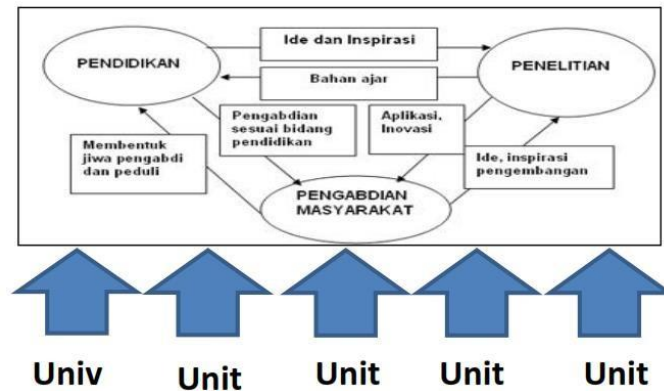 Ide dan Inspirasi
PENDIDIKAN
PENELITIAN
Bahan ajar
Pengabdian
sesuai bidang
pendidikan
Aplikasi,
Inovasi
Membentuk
jiwa pengabdi
dan peduli
Ide, inspirasi
pengembangan
PENGABDIAN
MASYARAKAT
Univ
Unit
Unit
Unit
Unit